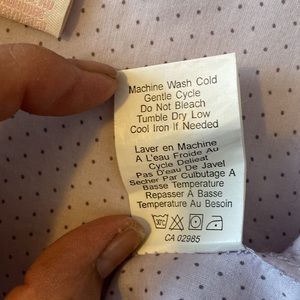 Machine Wash Cold
Gentle Cycle
Do Not Bleach
Tumble Dry Low
Cool Iron If Needed
Laver en Machine
A L'eau Froide Au
Cycle Delieat
Pas D'eau De Javel
Secher Par Culbutage A
Basse Temperature
Repasser A Basse
Temperature Au Besoin
CA 02985